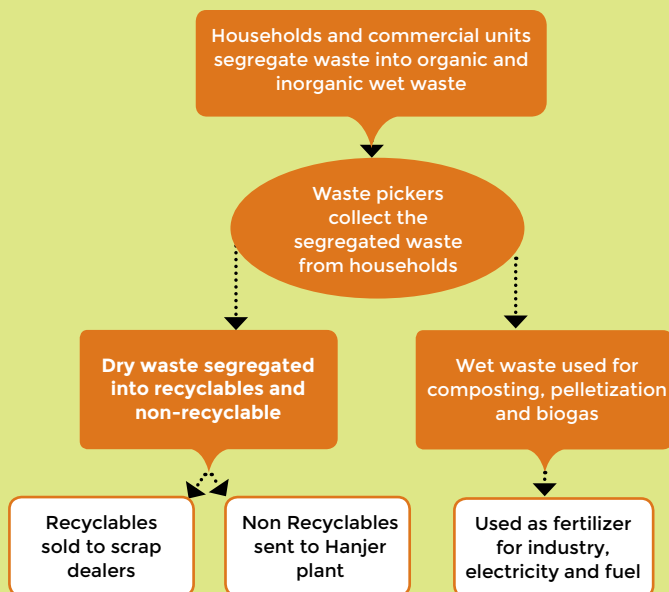 Households and commercial units
segregate waste into organic and
inorganic wet waste
Waste pickers
collect the
segregated waste
from households
Dry waste segregated
into recyclables and
non-recyclable
Wet waste used for
composting, pelletization
and biogas
Recyclables
sold to scrap
dealers
Non Recyclables
sent to Hanjer
plant
Used as fertilizer
for industry,
electricity and fuel